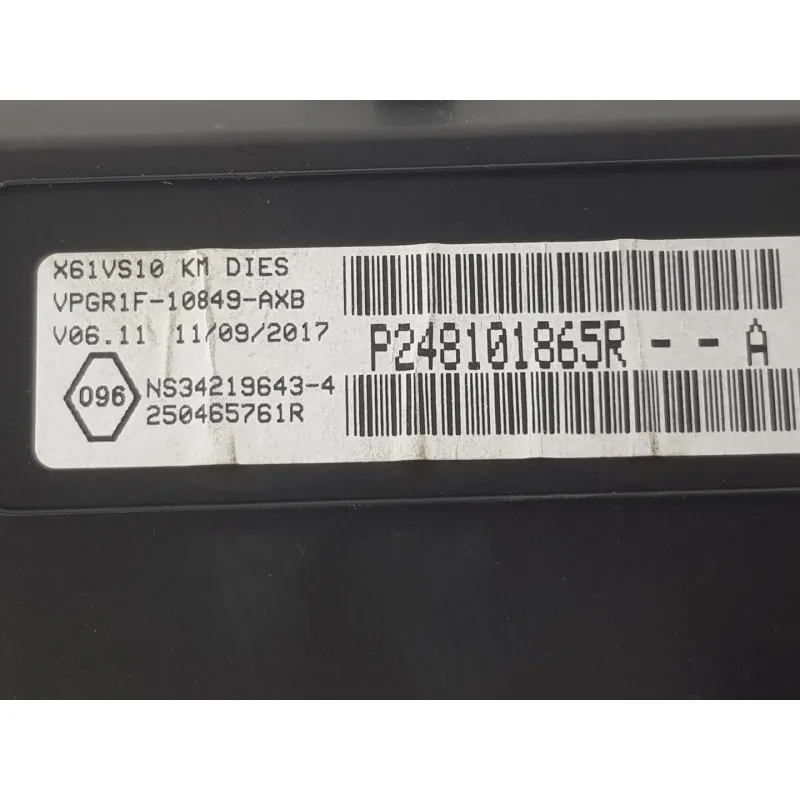 X61VS10 KM DIES
VPGR1F-10849-AXB
V06.11 11/09/2017
P248101865R - - A
096
NS34219643-4
250465761R